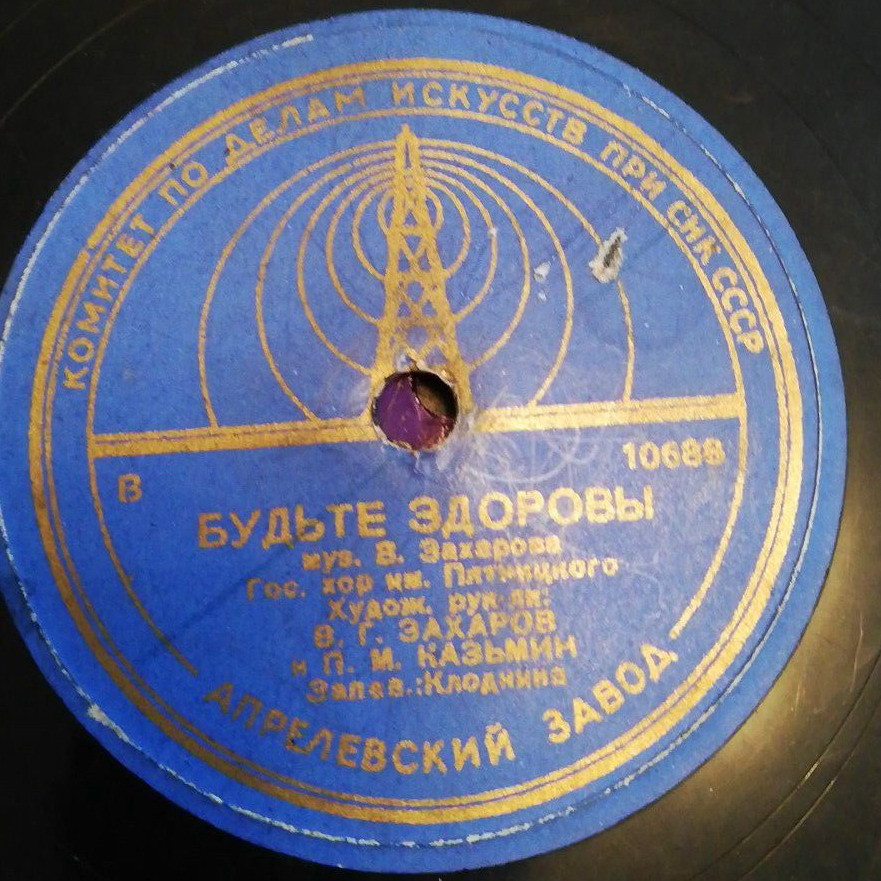 КОМИТЕТ ПО ДЕЛАМ ИСКУССТВ ПРИ СНК СССР
В 10688
БУДЬТЕ ЗДОРОВЫ
муз. В. Захарова
Гос. хор им. Пятницкого
Худож. рук-ли:
В. Г. ЗАХАРОВ
и П. М. КАЗЬМИН
Запев.: Клоднина
АПРЕЛЕВСКИЙ ЗАВОД